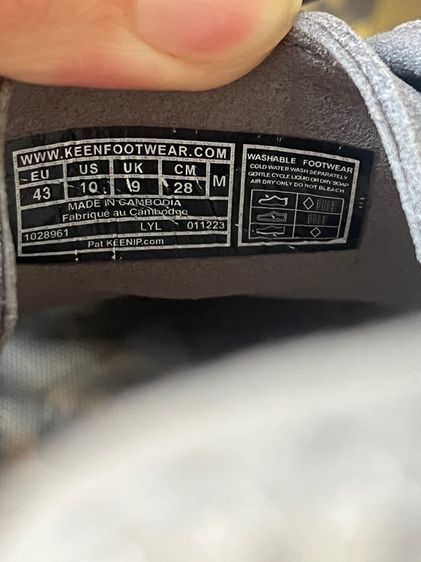 WWW.KEENFOOTWEAR.COM
EU US UK CM M
43 10 9 28
MADE IN CAMBODIA
Fabriqué au Cambodge
1028961 LYL 011223
Pat KEENIP.com
WASHABLE FOOTWEAR
COLD WATER WASH SEPARATELY
GENTLE CYCLE LIQUID OR DRY SOAP
AIR DRY ONLY DO NOT BLEACH